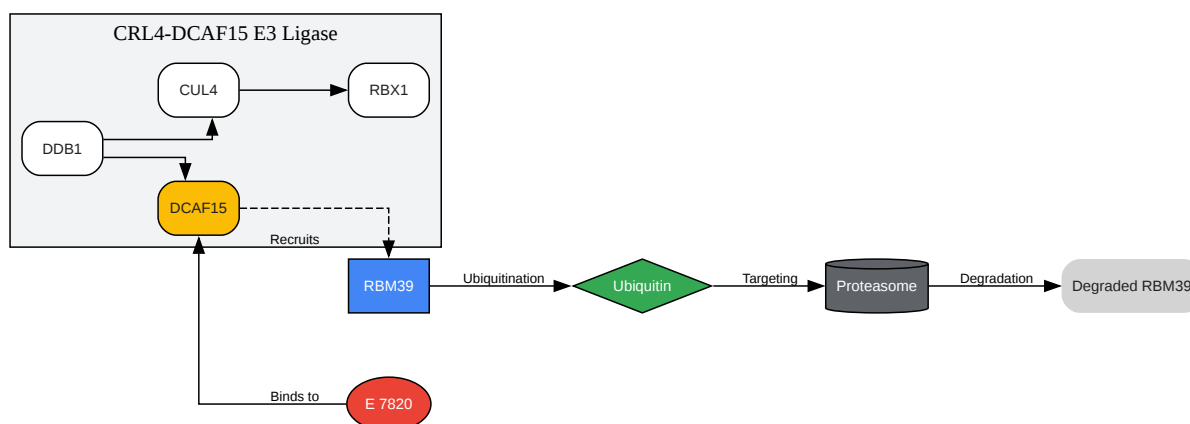 CRL4-DCAF15 E3 Ligase
CUL4
RBX1
DDB1
DCAF15
Recruits
RBM39
Ubiquitination
Ubiquitin
Targeting
Proteasome
Degradation
Degraded RBM39
Binds to
E 7820